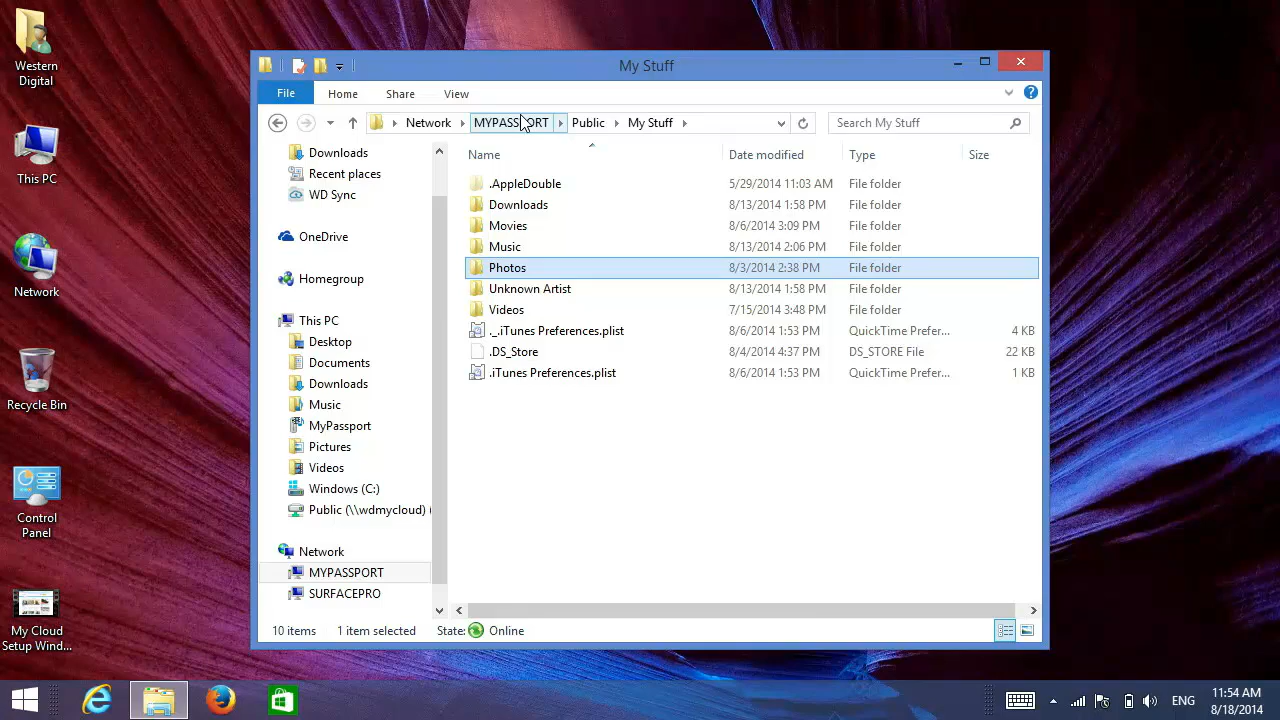 Western
Digital
This PC
Network
Recycle Bin
Control
Panel
My Cloud
Setup Wind...
My Stuff
File
Home
Share
View
Network
MYPASSPORT
Public
My Stuff
Search My Stuff
Downloads
Recent places
WD Sync
OneDrive
Homegroup
This PC
Desktop
Documents
Downloads
Music
MyPassport
Pictures
Videos
Windows (C:)
Public (\\wdmycloud) (
Network
MYPASSPORT
SURFACEPRO
Name Date modified Type Size
.AppleDouble 5/29/2014 11:03 AM File folder
Downloads 8/13/2014 1:58 PM File folder
Movies 8/6/2014 3:09 PM File folder
Music 8/13/2014 2:06 PM File folder
Photos 8/3/2014 2:38 PM File folder
Unknown Artist 8/13/2014 1:58 PM File folder
Videos 7/15/2014 3:48 PM File folder
._.iTunes Preferences.plist 8/6/2014 1:53 PM QuickTime Prefer... 4 KB
.DS_Store 8/4/2014 4:37 PM DS_STORE File 22 KB
.iTunes Preferences.plist 8/6/2014 1:53 PM QuickTime Prefer... 1 KB
10 items 1 item selected State: Online
ENG
11:54 AM
8/18/2014